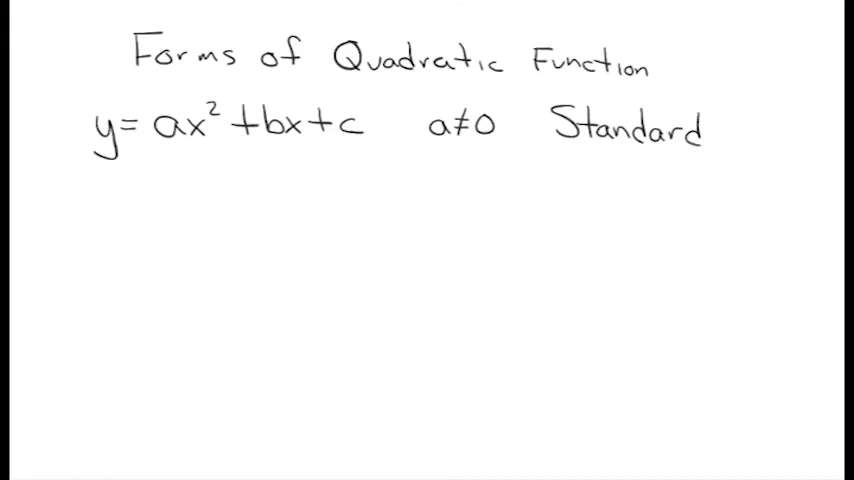 Forms of Quadratic Function
y = ax² + bx + c a≠0 Standard